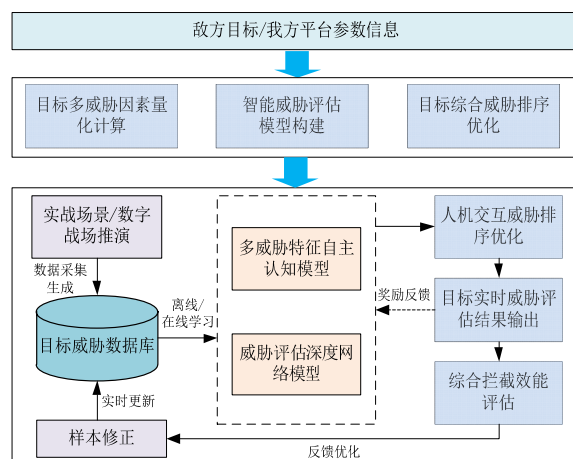 敌方目标/我方平台参数信息
目标多威胁因素量
化计算
智能威胁评估
模型构建
目标综合威胁排序
优化
实战场景/数字
战场推演
数据采集
生成
目标威胁数据库
实时更新
样本修正
离线/
在线学习
多威胁特征自主
认知模型
威胁评估深度网
络模型
奖励反馈
人机交互威胁排
序优化
目标实时威胁评
估结果输出
综合拦截效能
评估
反馈优化